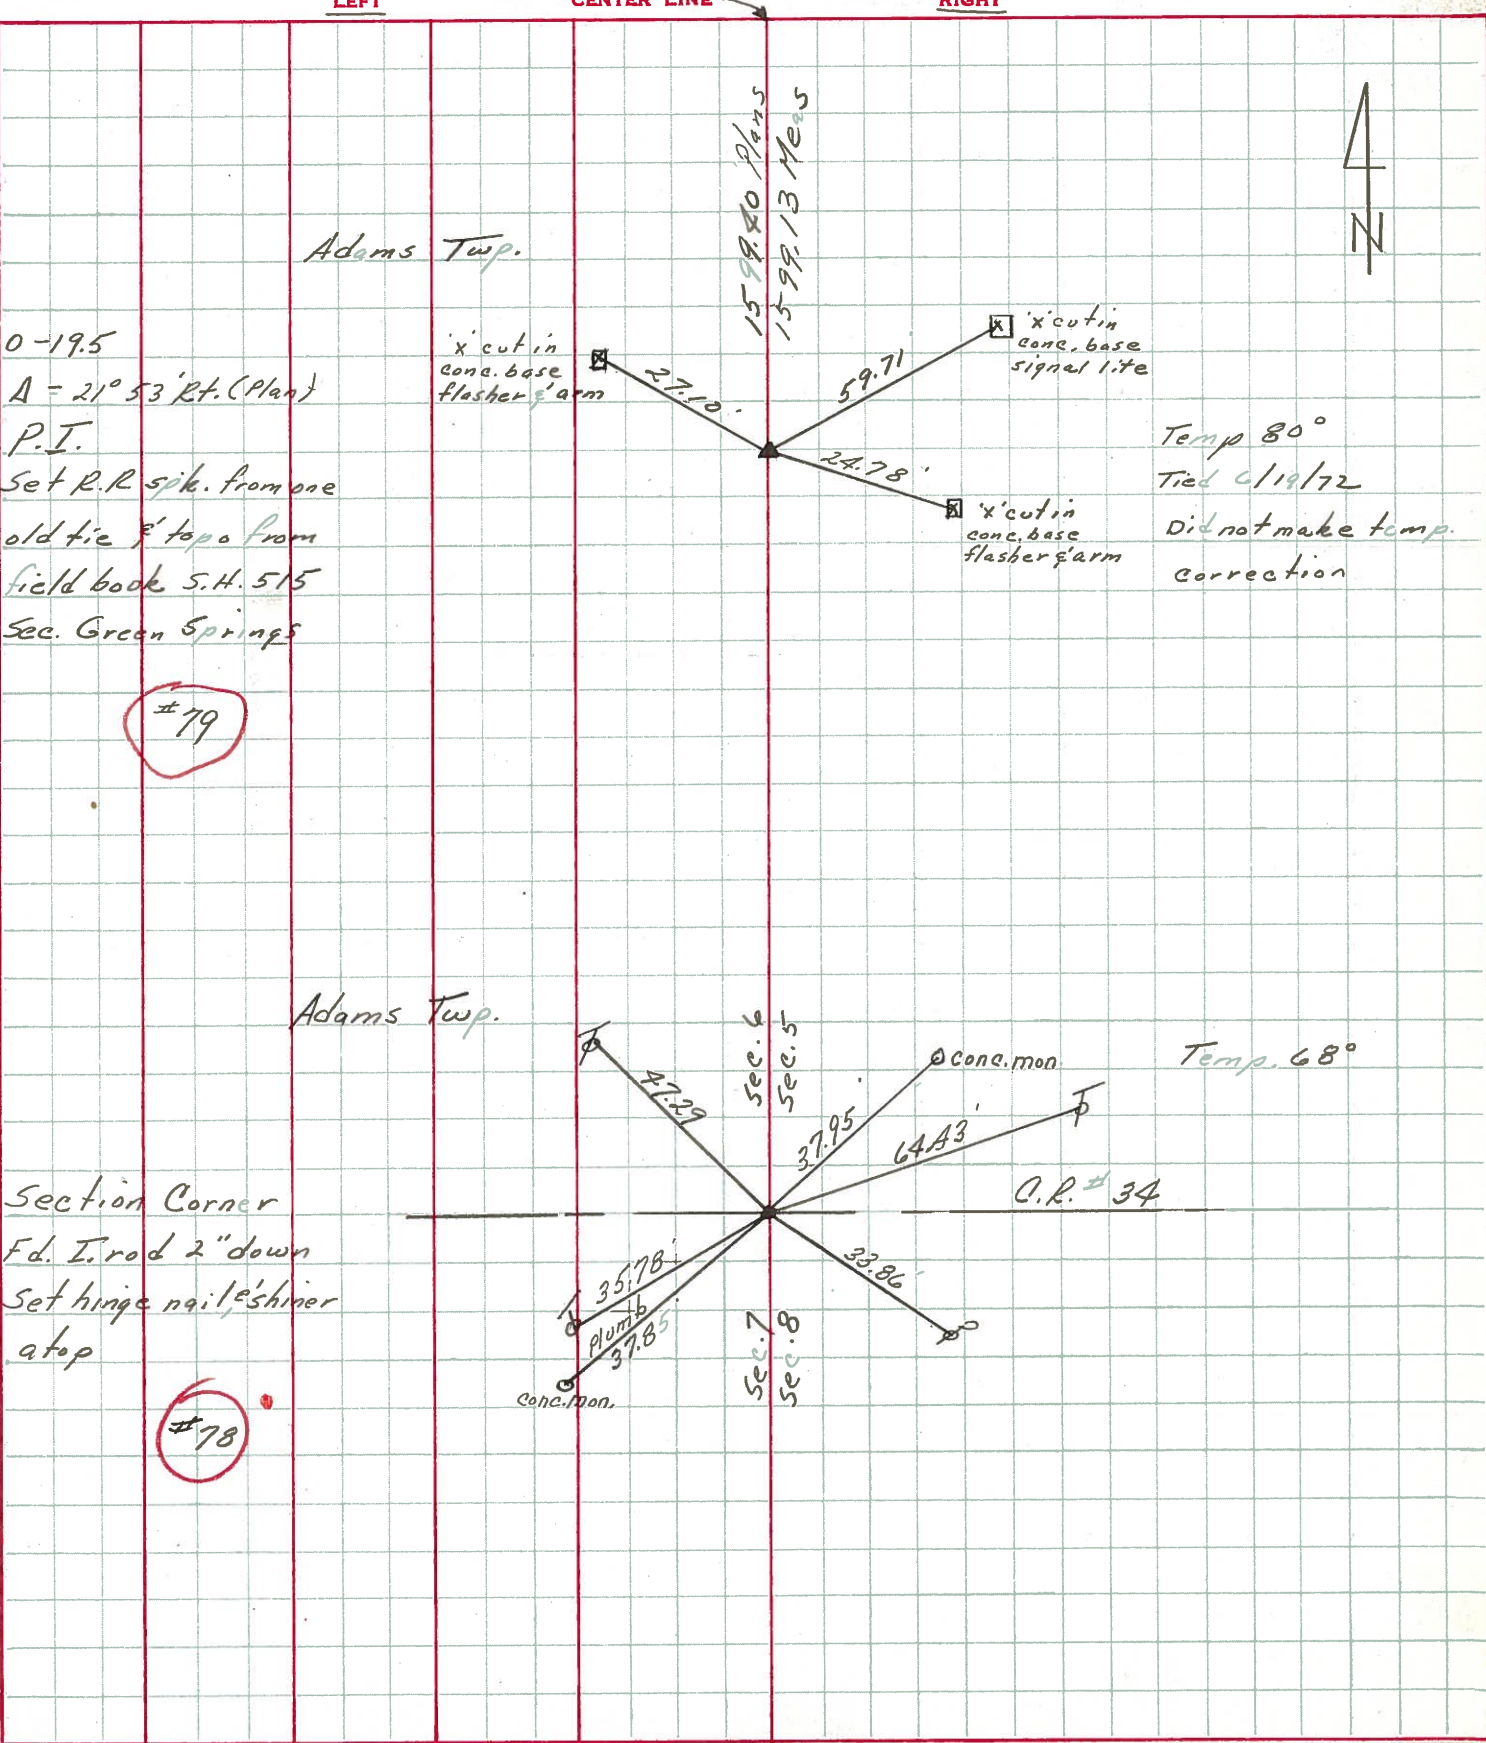 LEFT CENTER LINE RIGHT
1599.40 Plans
1599.13 Meas
N
Adams Twp.
0-19.5
Δ = 21° 53' Rt. (Plan)
P.I.
Set R.R spk. from one
old tie & topo from
field book S.H. 515
Sec. Green Springs
#79
'x' cut in
conc. base
flasher & arm
27.10'
59.71
'x' cut in
conc. base
signal lite
24.78'
'x' cut in
conc. base
flasher & arm
Temp 80°
Tied 6/19/72
Did not make temp.
correction
Adams Twp.
Sec. 6
Sec. 5
47.29
37.95'
conc. mon.
64.43'
Temp. 68°
C.R. # 34
Section Corner
Fd. I. rod 2" down
Set hinge nail & shiner
atop
#78
35.78'
Plumb
37.85'
conc. mon.
33.86'
Sec. 7
Sec. 8